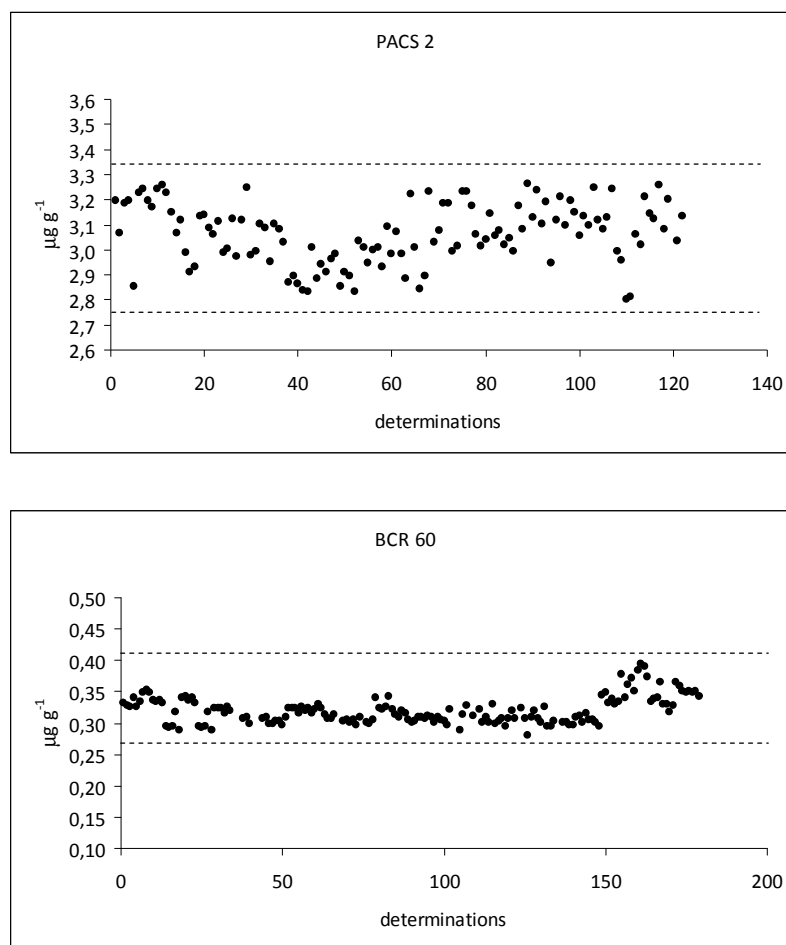 PACS 2
3,6
3,5
3,4
3,3
3,2
3,1
3,0
2,9
2,8
2,7
2,6
µg g-1
0 20 40 60 80 100 120 140
determinations
BCR 60
0,50
0,45
0,40
0,35
0,30
0,25
0,20
0,15
0,10
µg g-1
0 50 100 150 200
determinations